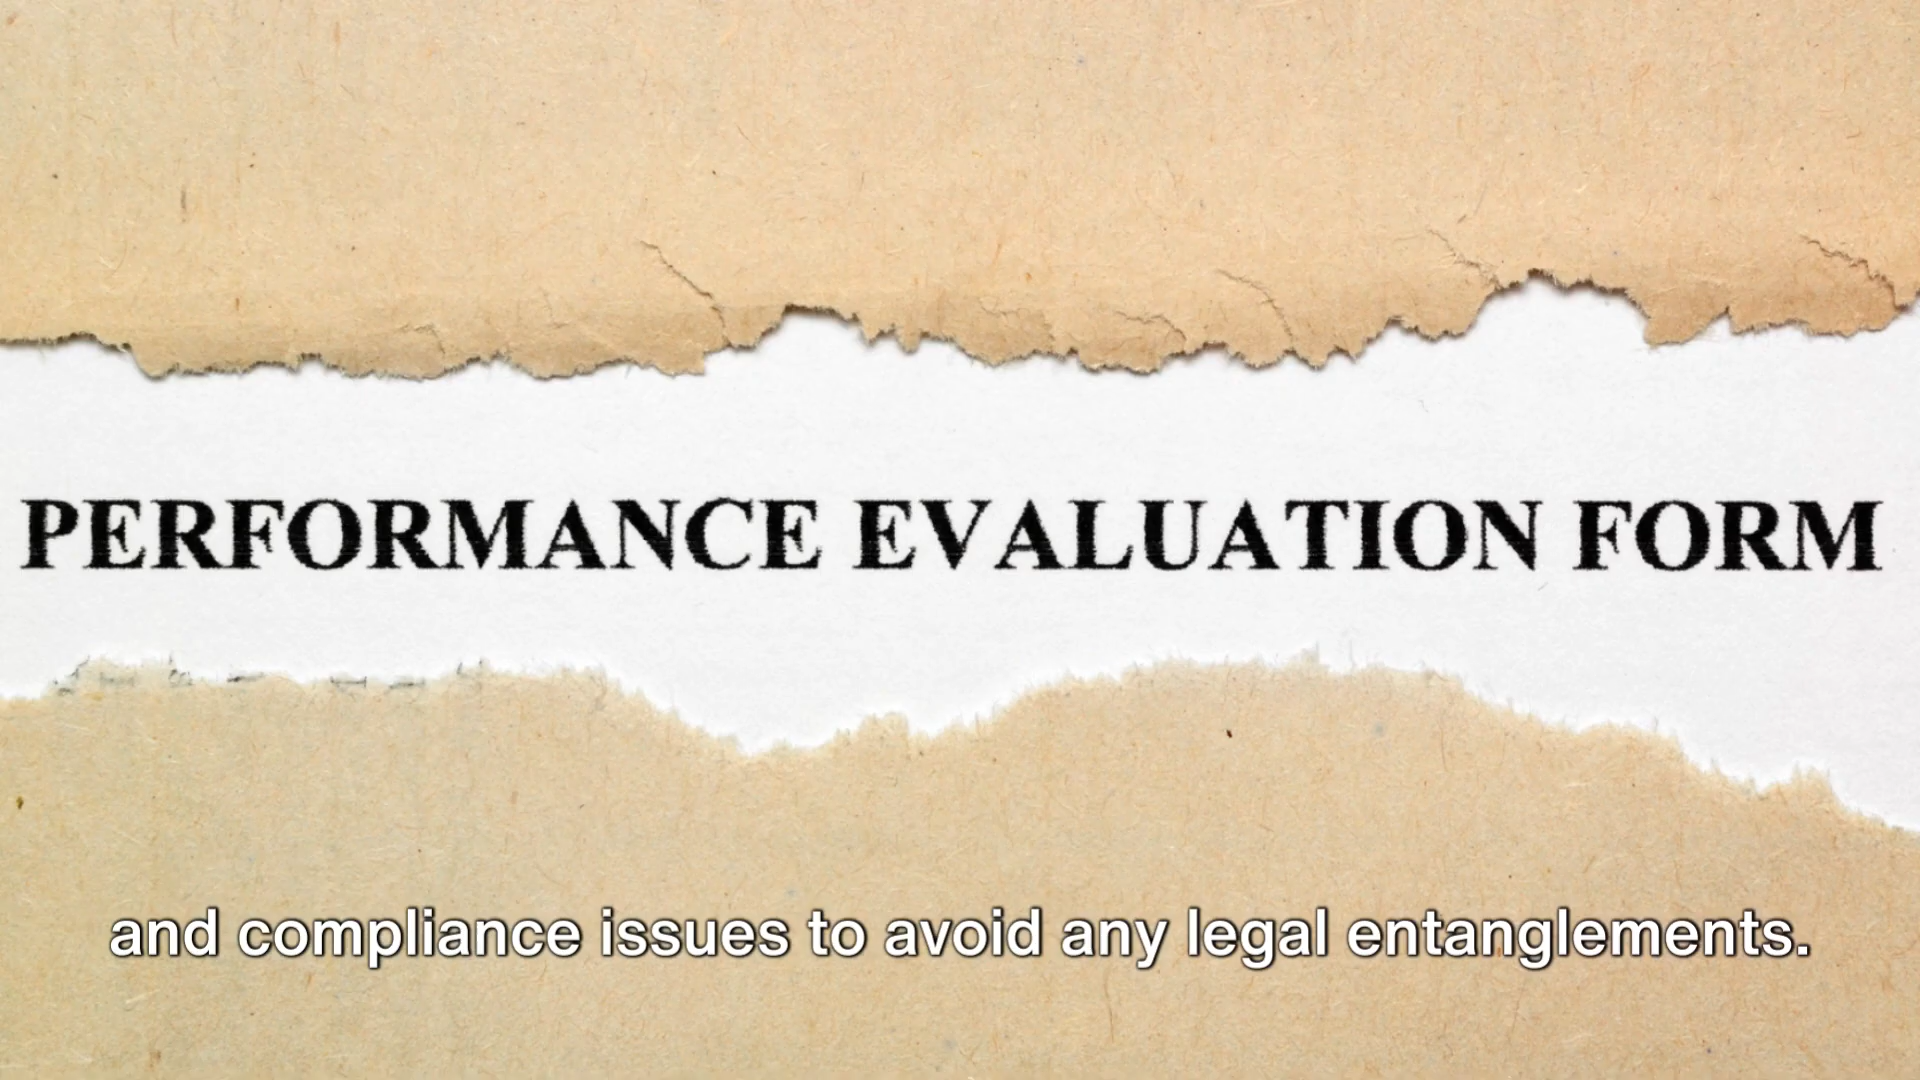 PERFORMANCE EVALUATION FORM
and compliance issues to avoid any legal entanglements.